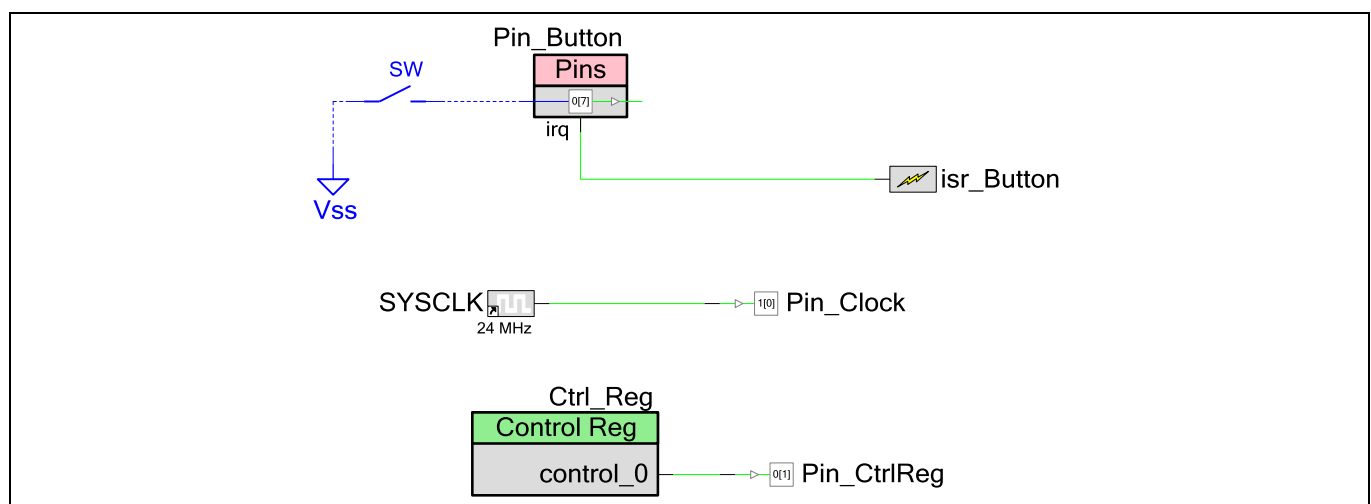 Pin_Button
SW
Pins
0[7]
irq
isr_Button
Vss
SYSCLK
1[0]
Pin_Clock
24 MHz
Ctrl_Reg
Control Reg
control_0
0[1]
Pin_CtrlReg